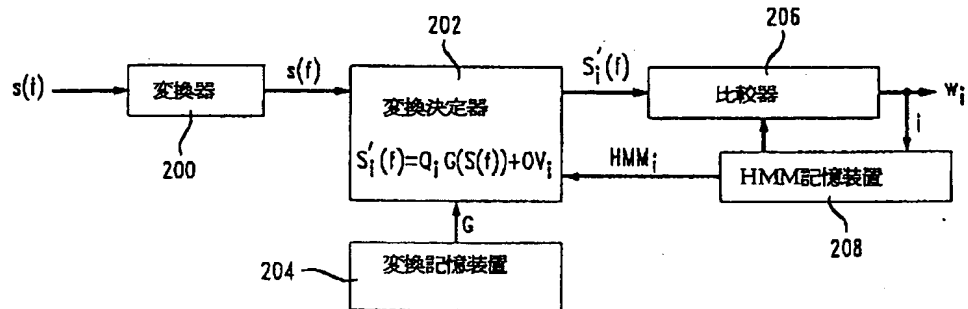 202
206
s(t)
変換器
s(f)
200
変換決定器
S'i(f)=Qi G(S(f))+OVi
S'i(f)
比較器
wi
i
HMMi
HMM記憶装置
208
G
204
変換記憶装置